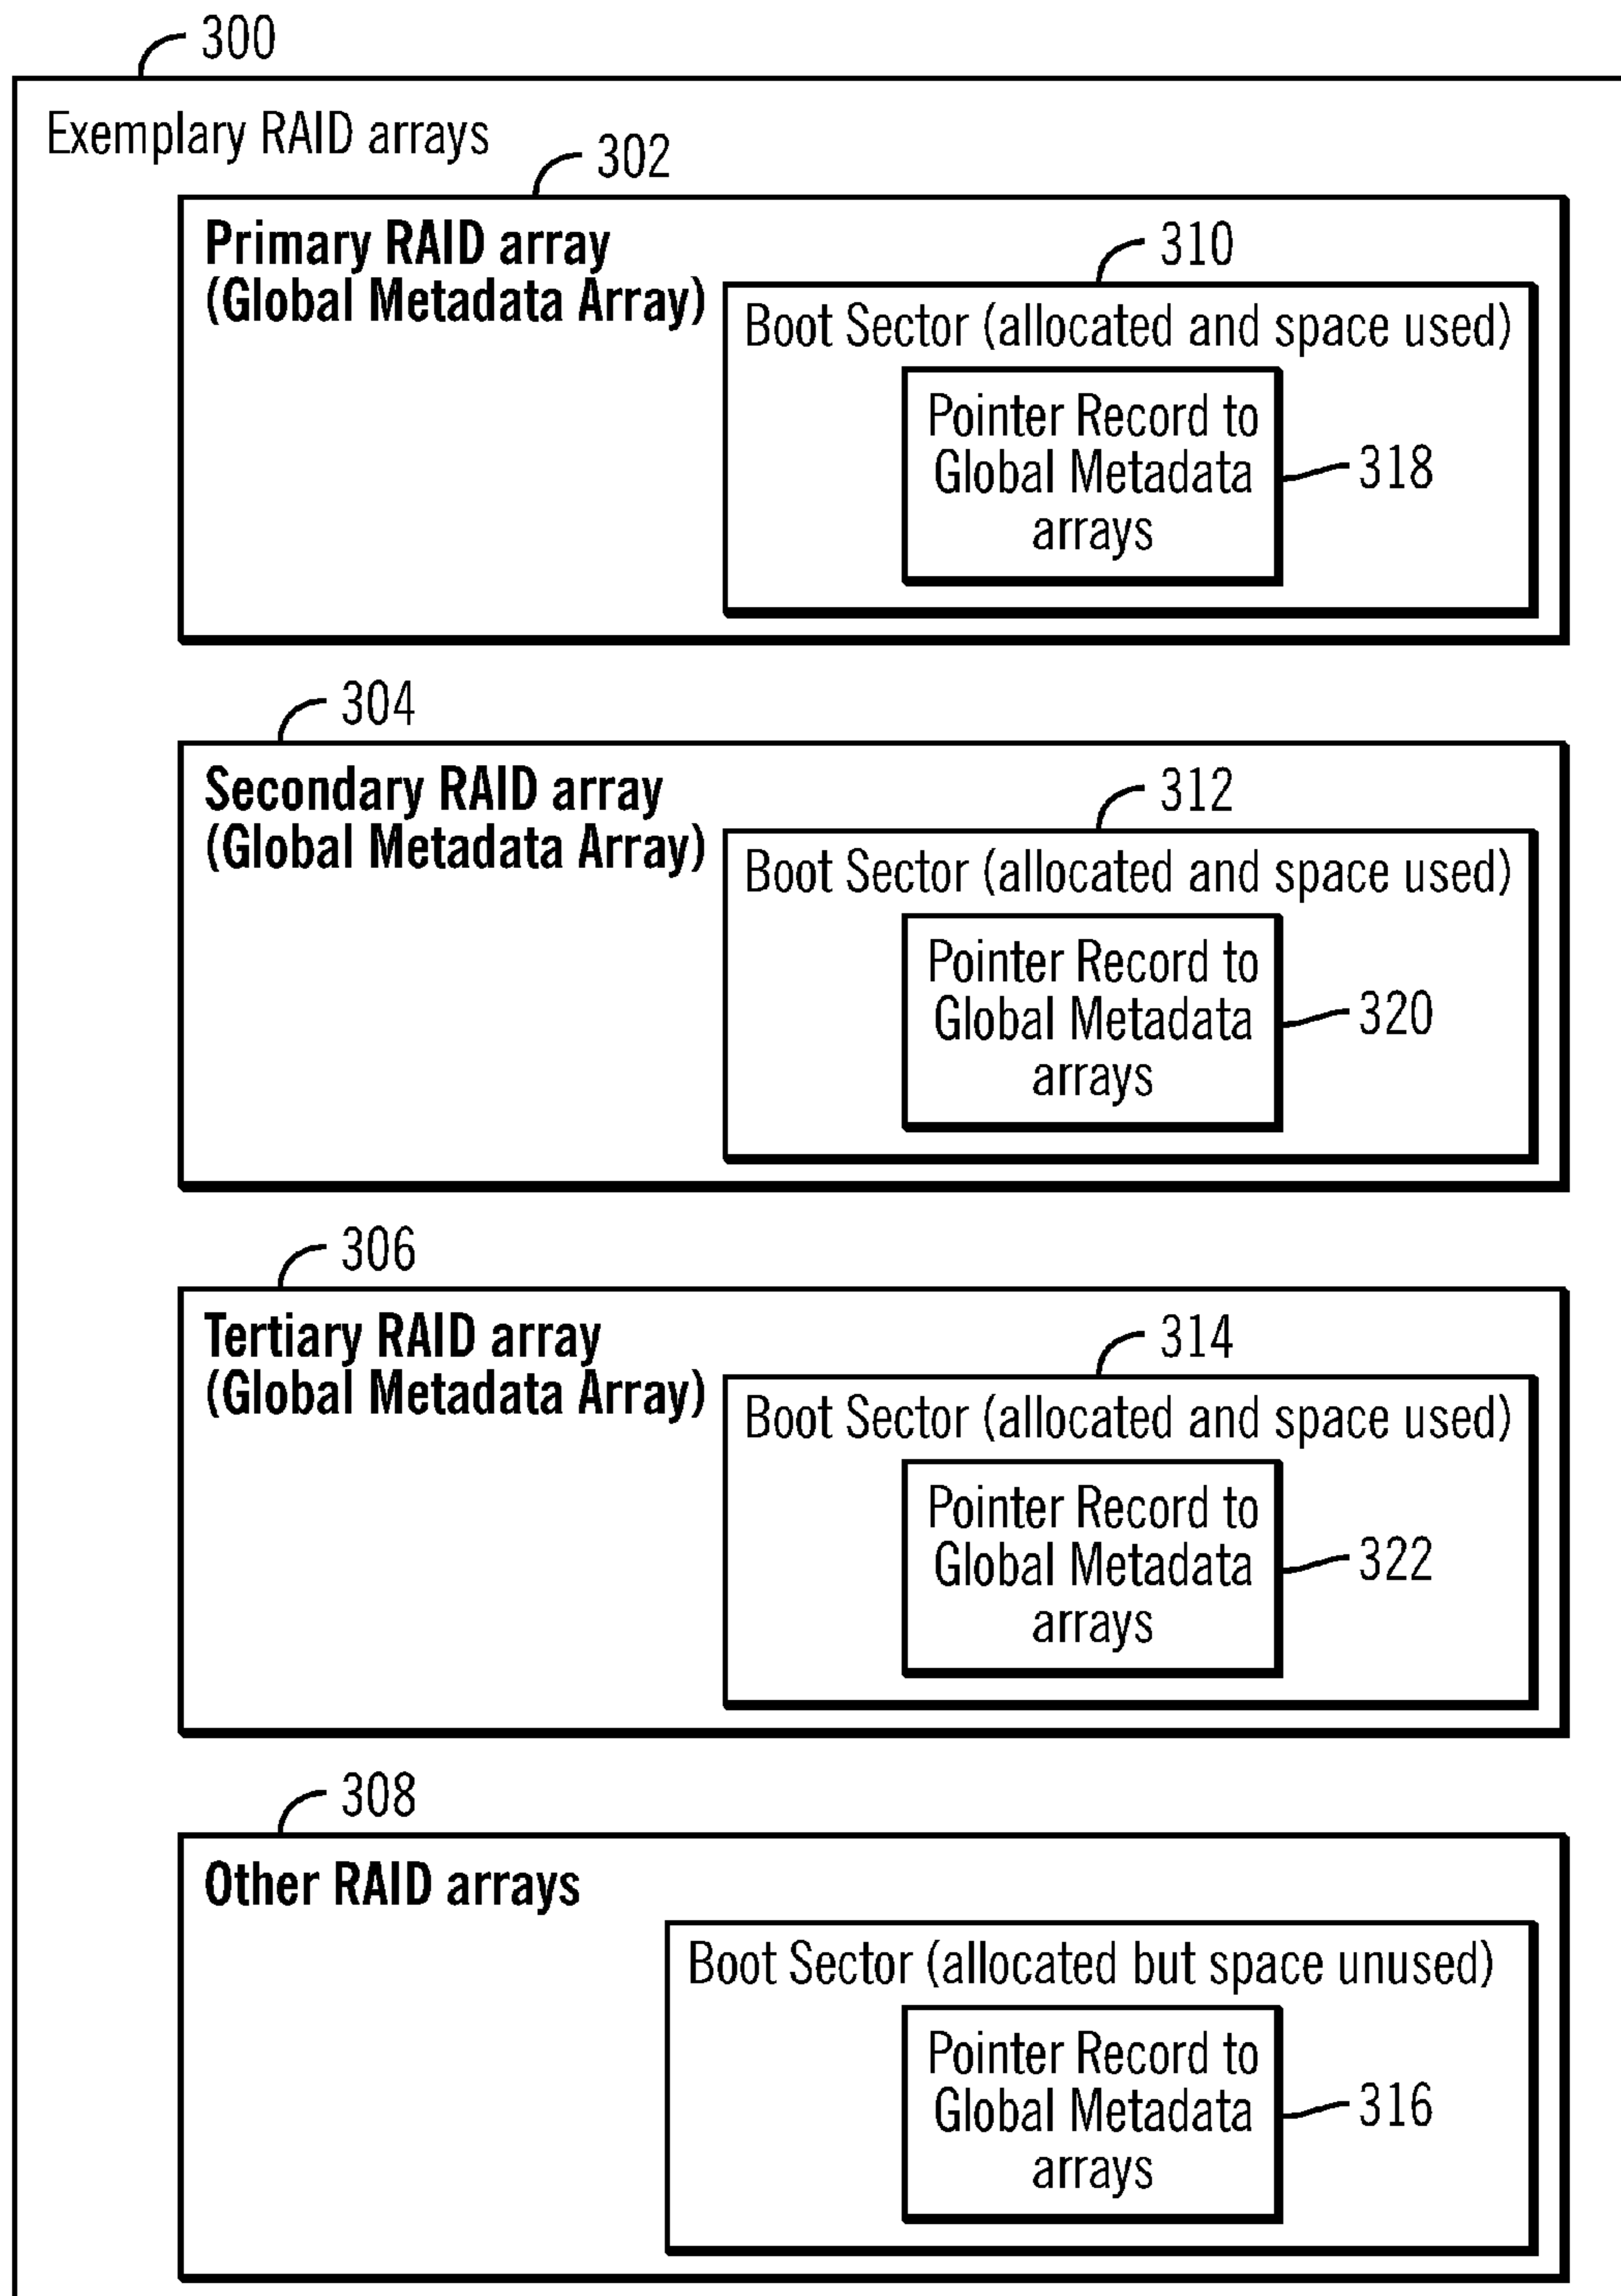 300
Exemplary RAID arrays
302
Primary RAID array
(Global Metadata Array)
310
Boot Sector (allocated and space used)
Pointer Record to
Global Metadata
arrays
318
304
Secondary RAID array
(Global Metadata Array)
312
Boot Sector (allocated and space used)
Pointer Record to
Global Metadata
arrays
320
306
Tertiary RAID array
(Global Metadata Array)
314
Boot Sector (allocated and space used)
Pointer Record to
Global Metadata
arrays
322
308
Other RAID arrays
Boot Sector (allocated but space unused)
Pointer Record to
Global Metadata
arrays
316